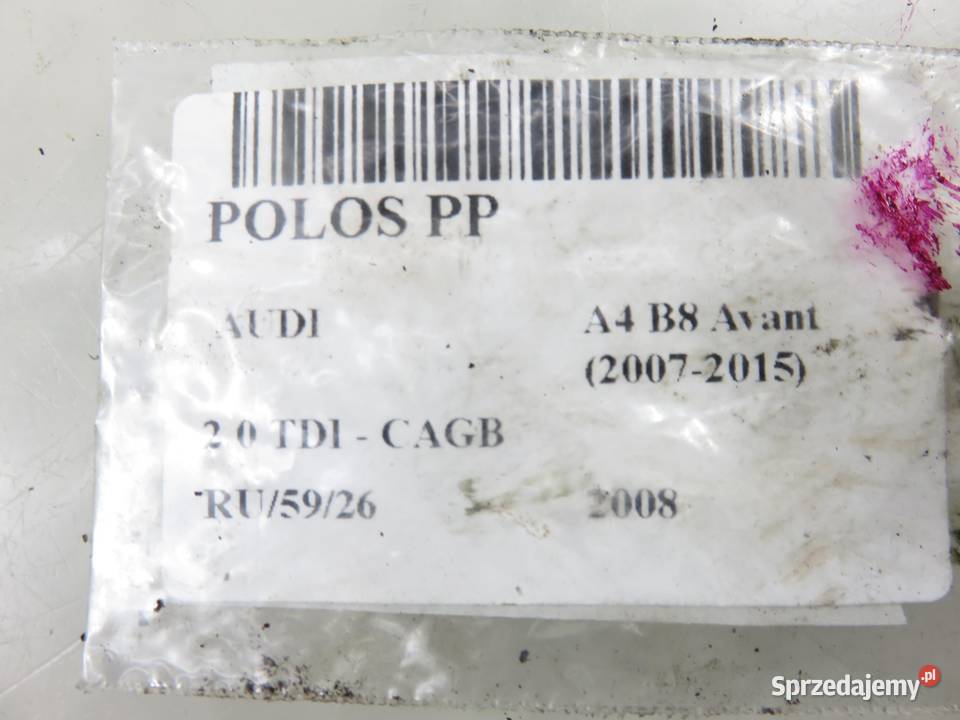 POLOS PP
AUDI A4 B8 Avant
(2007-2015)
2.0 TDI - CAGB
RU/59/26 2008
Sprzedajemy.pl